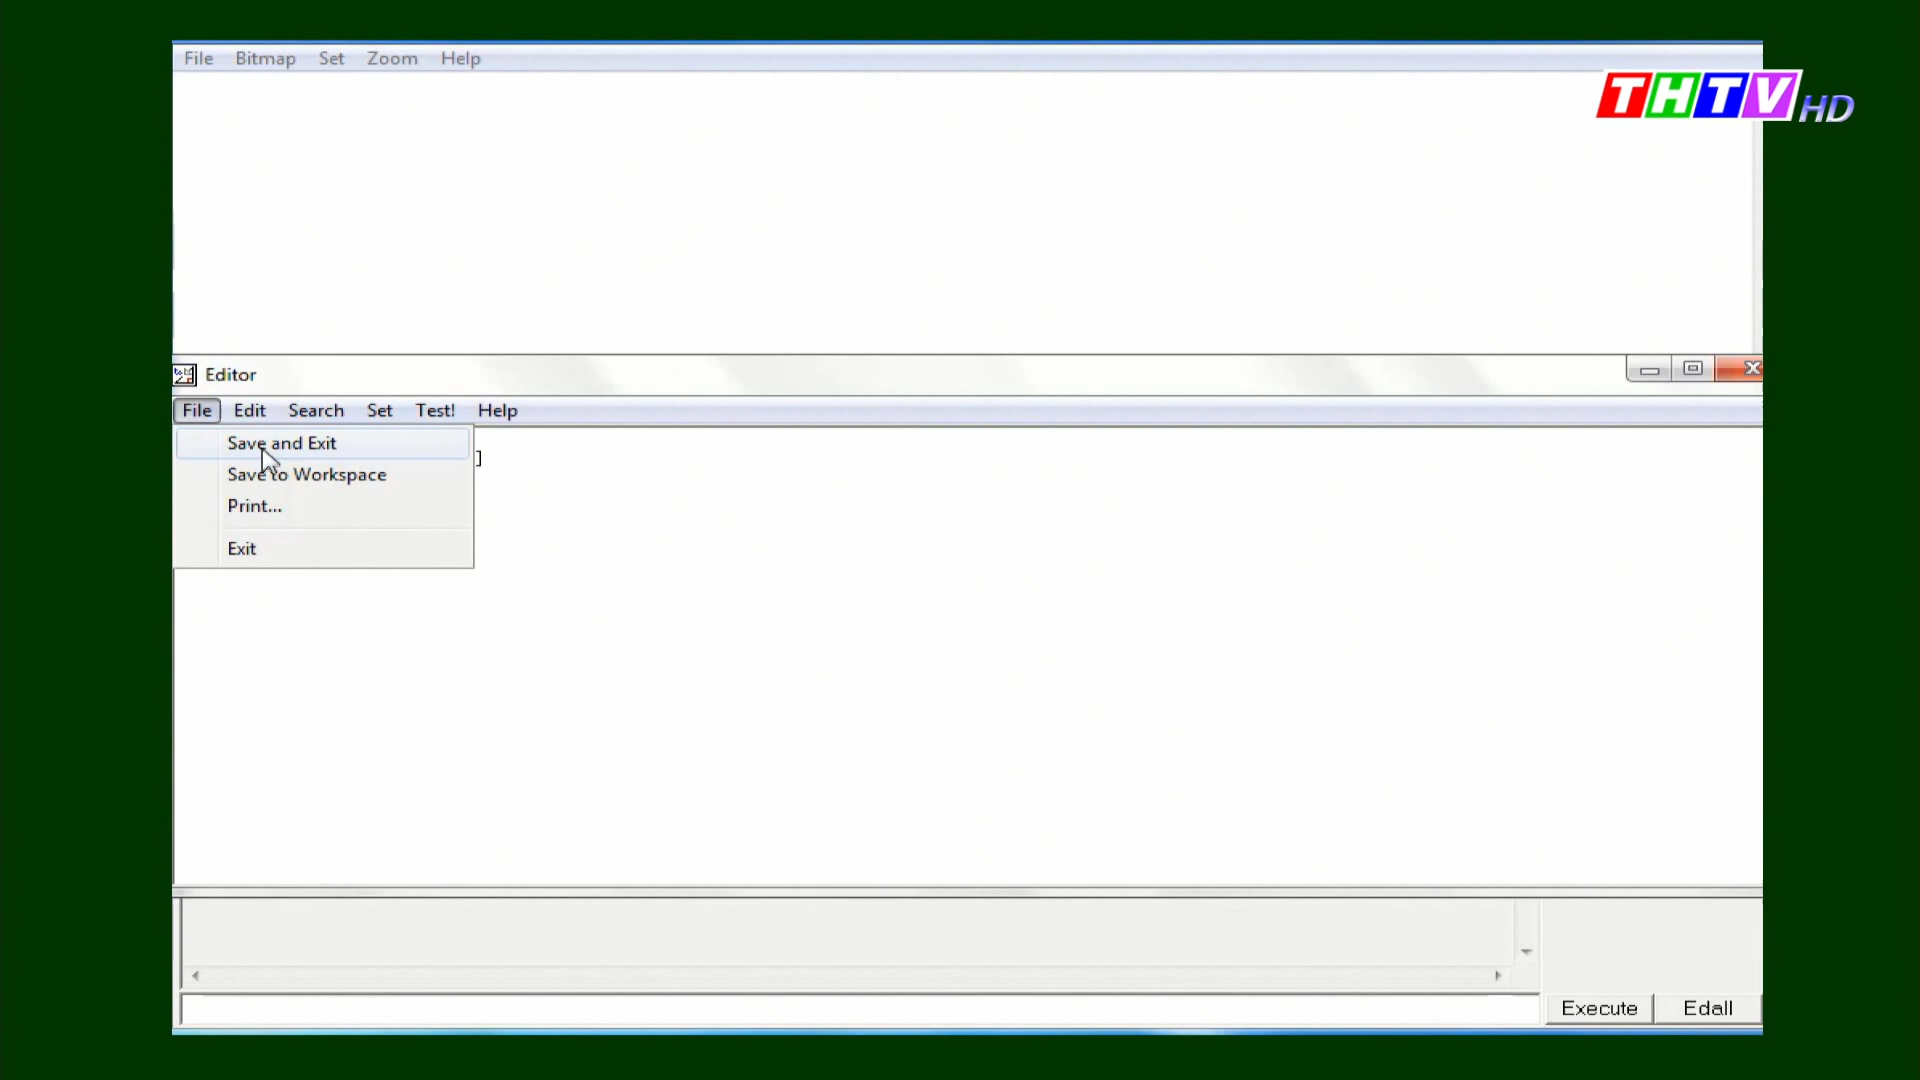 File Bitmap Set Zoom Help
THTV HD
Editor
File Edit Search Set Test! Help
Save and Exit
]
Save to Workspace
Print...
Exit
Execute Edall